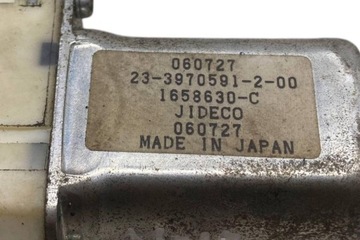 060727
23-3970591-2-00
1658630-C
JIDECO
060727
MADE IN JAPAN